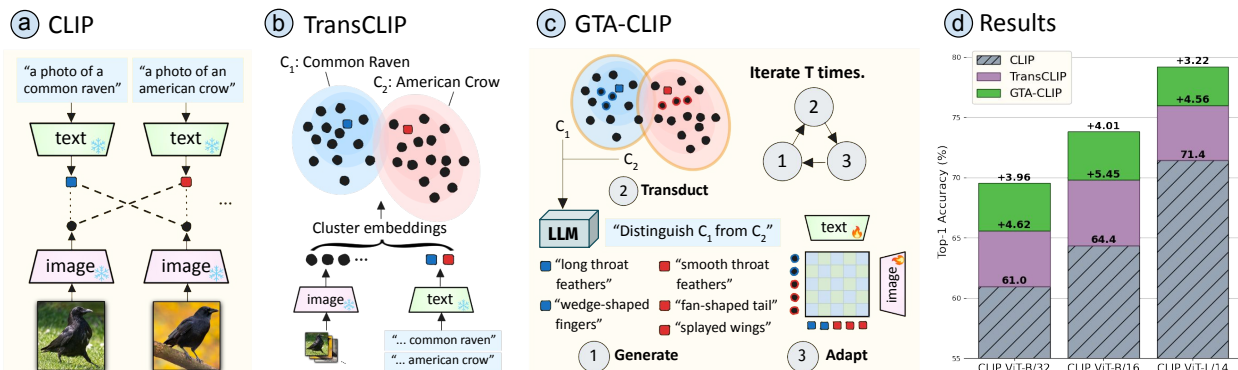 a CLIP
"a photo of a
common raven"
"a photo of an
american crow"
text
text
...
image
image
b TransCLIP
C1: Common Raven
C2: American Crow
Cluster embeddings
...
image
text
"... common raven"
"... american crow"
c GTA-CLIP
C1
C2
2 Transduct
Iterate T times.
2
1
3
LLM
"Distinguish C1 from C2"
"long throat
feathers"
"wedge-shaped
fingers"
"smooth throat
feathers"
"fan-shaped tail"
"splayed wings"
1 Generate
text
image
3 Adapt
d Results
CLIP
TransCLIP
GTA-CLIP
Top-1 Accuracy (%)
80
75
70
65
60
55
+3.96
+4.62
61.0
+4.01
+5.45
64.4
+3.22
+4.56
71.4
CLIP ViT-B/32
CLIP ViT-B/16
CLIP ViT-L/14